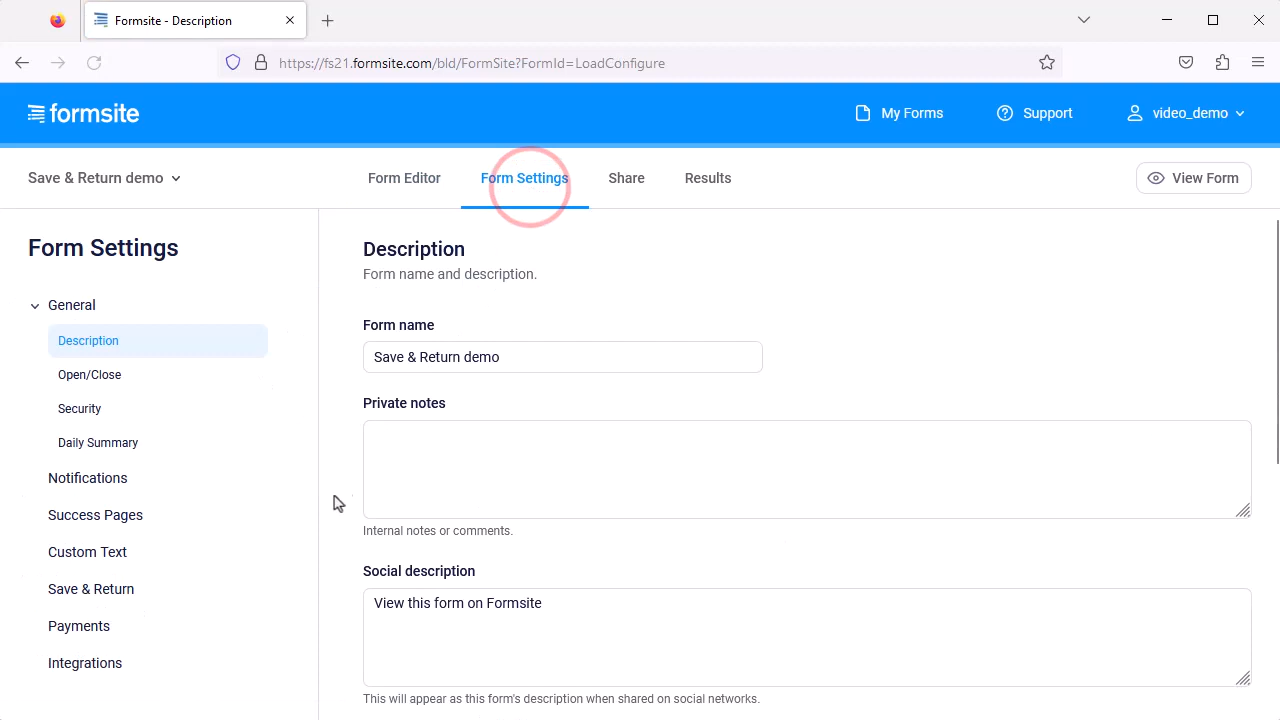 Formsite - Description
https://fs21.formsite.com/bld/FormSite?FormId=LoadConfigure
formsite
My Forms
Support
video_demo
Save & Return demo
Form Editor
Form Settings
Share
Results
View Form
Form Settings
General
Description
Open/Close
Security
Daily Summary
Notifications
Success Pages
Custom Text
Save & Return
Payments
Integrations
Description
Form name and description.
Form name
Save & Return demo
Private notes
Internal notes or comments.
Social description
View this form on Formsite
This will appear as this form's description when shared on social networks.